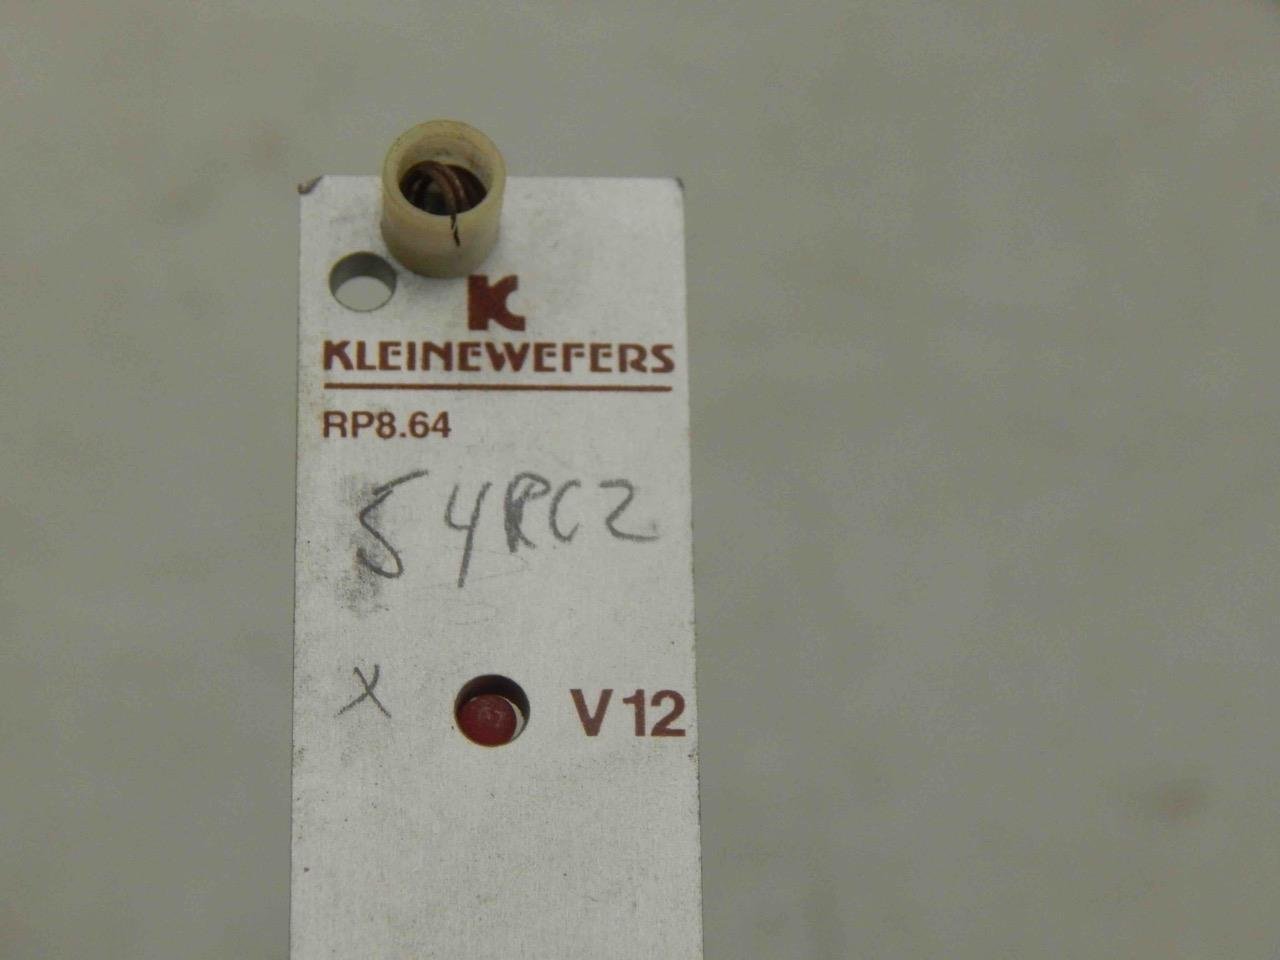 K
KLEINEWEFERS
RP8.64
54RC2
X
V12